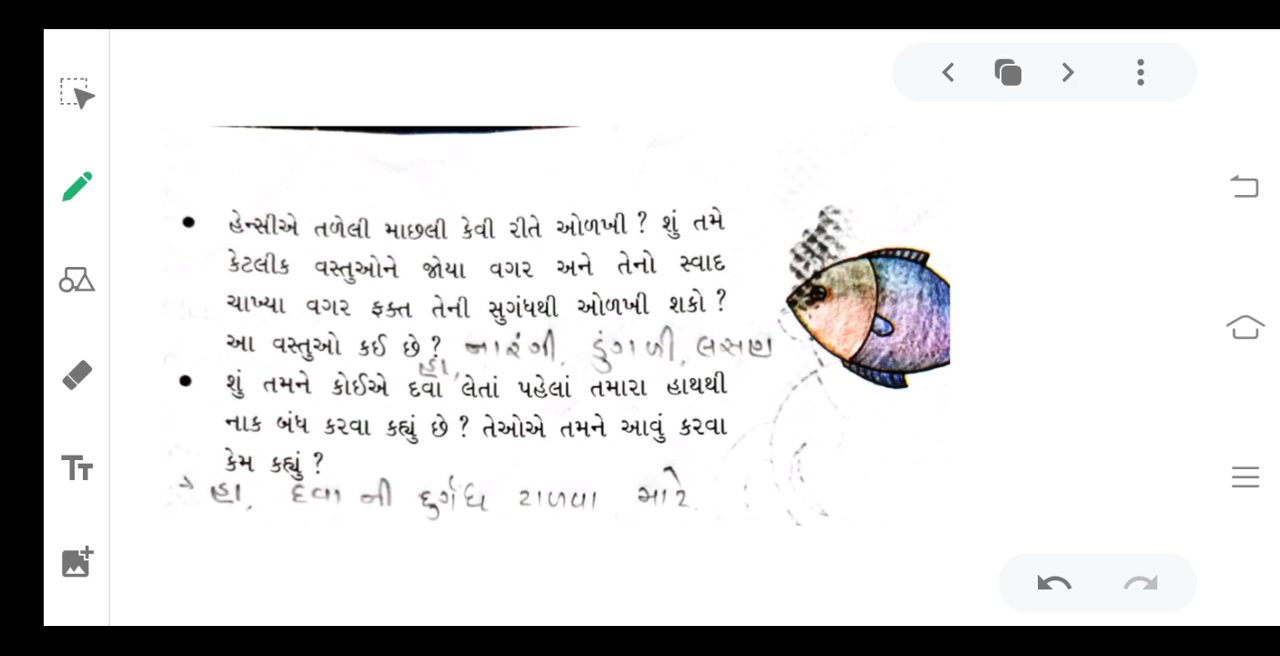 • હેન્સીએ તળેલી માછલી કેવી રીતે ઓળખી ? શું તમે
કેટલીક વસ્તુઓને જોયા વગર અને તેનો સ્વાદ
ચાખ્યા વગર ફક્ત તેની સુગંધથી ઓળખી શકો ?
આ વસ્તુઓ કઈ છે ? હા, નારંગી, ડુંગળી, લસણ
• શું તમને કોઈએ દવા લેતાં પહેલાં તમારા હાથથી
નાક બંધ કરવા કહ્યું છે ? તેઓએ તમને આવું કરવા
કેમ કહ્યું ?
→ હા, દવા ની દુર્ગંધ ટાળવા માટે.
Tт